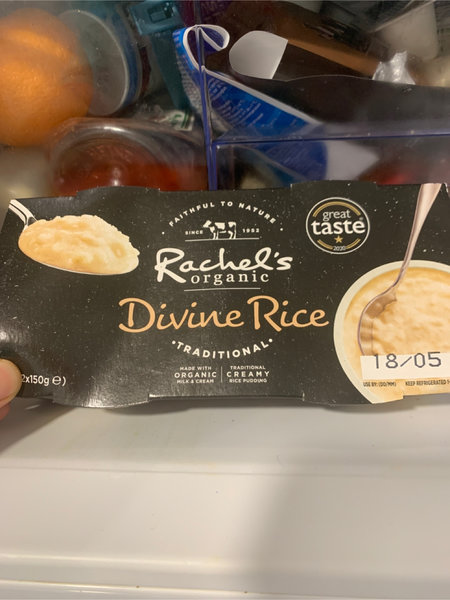 FAITHFUL TO NATURE
SINCE 1952
Rachel's
organic
Divine Rice
•TRADITIONAL•
MADE WITH
ORGANIC
MILK & CREAM
TRADITIONAL
CREAMY
RICE PUDDING
great
taste
2020
2x150g e)
18/05
USE BY: (DD/MM) KEEP REFRIGERATED